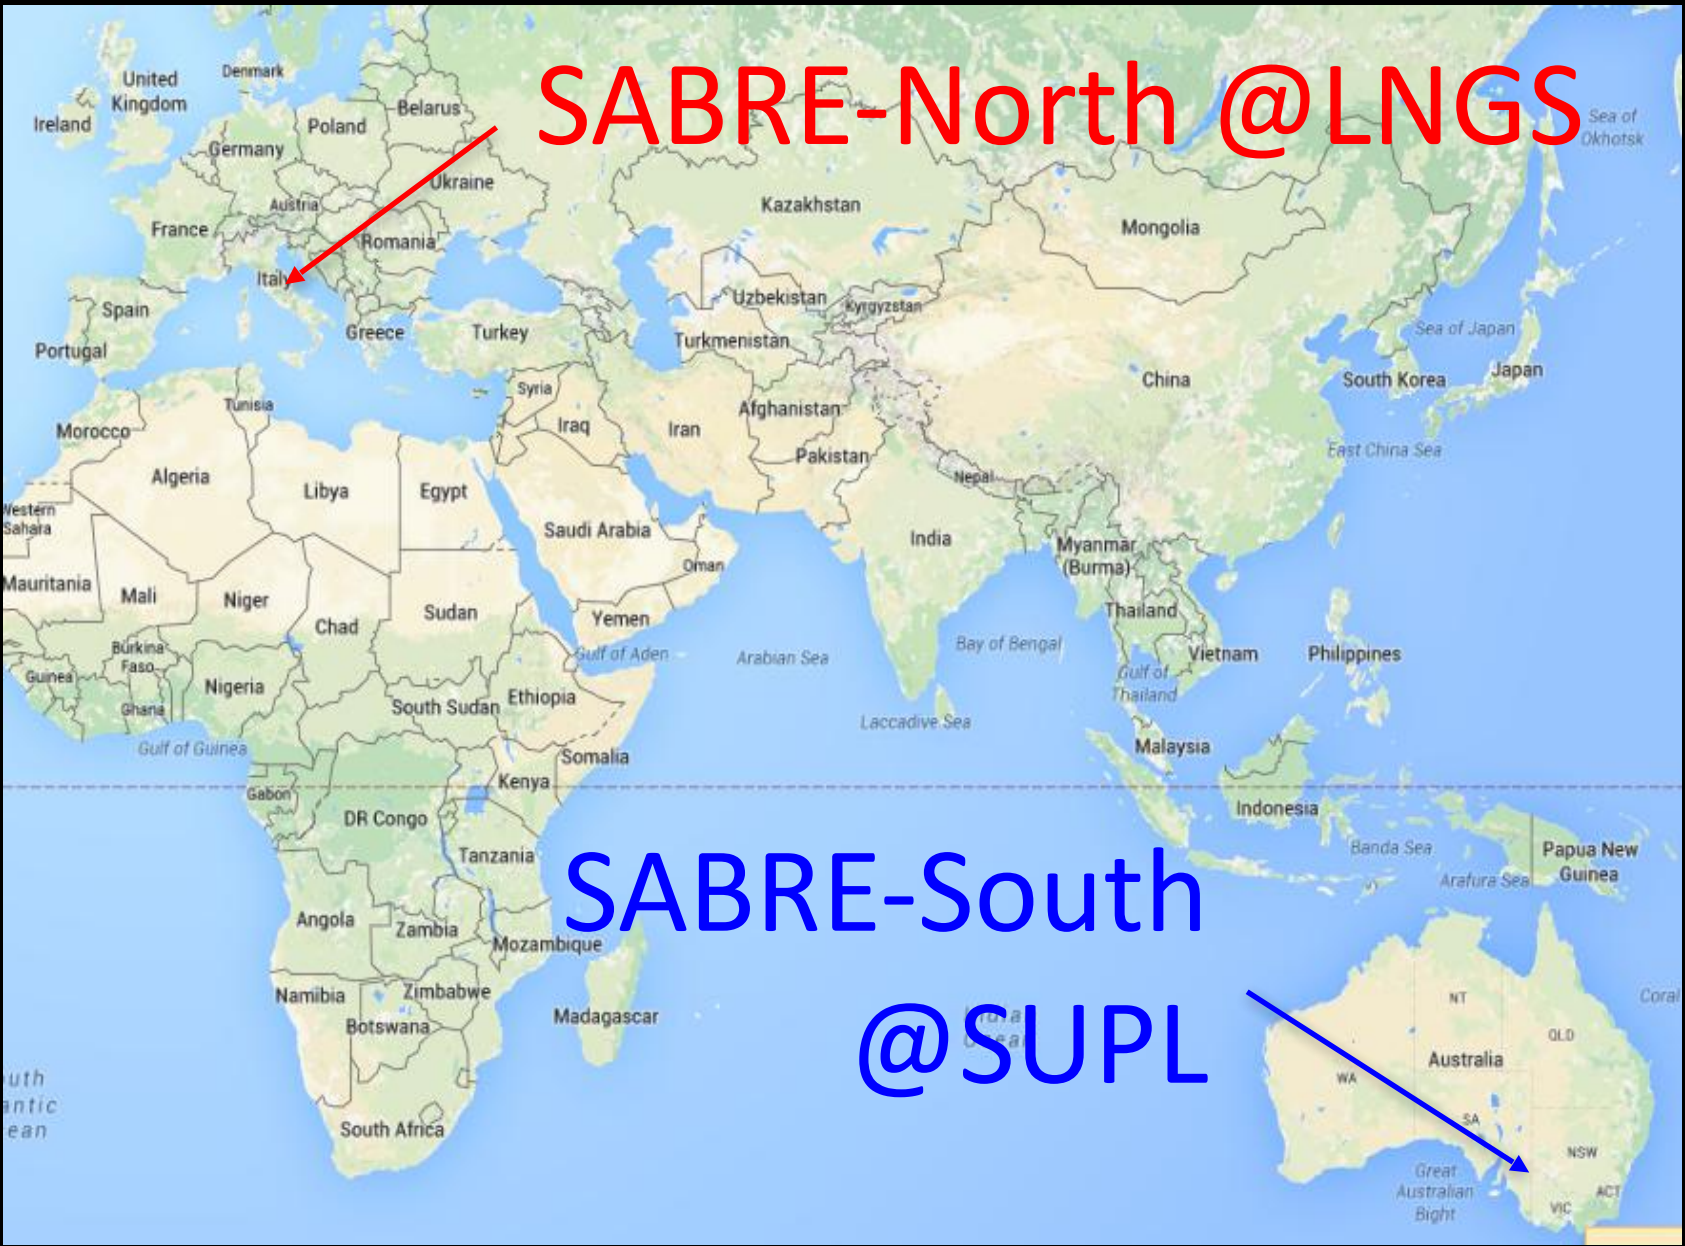 SABRE-North @LNGS
United
Kingdom
Denmark
Ireland
Belarus
Poland
Germany
Ukraine
Austria
France
Romania
Italy
Spain
Portugal
Greece
Turkey
Kazakhstan
Mongolia
Sea of
Okhotsk
Uzbekistan
Kyrgyzstan
Turkmenistan
Sea of Japan
Japan
South Korea
China
Syria
Tunisia
Morocco
Iraq
Iran
Afghanistan
Pakistan
East China Sea
Algeria
Libya
Egypt
Nepal
Western
Sahara
Saudi Arabia
India
Myanmar
(Burma)
Oman
Mauritania
Mali
Niger
Chad
Sudan
Yemen
Thailand
Burkina
Faso
Gulf of Aden
Arabian Sea
Bay of Bengal
Vietnam
Philippines
Guinea
Nigeria
Ghana
South Sudan
Ethiopia
Gulf of
Thailand
Laccadive Sea
Gulf of Guinea
Somalia
Malaysia
Kenya
Gabon
DR Congo
Indonesia
Tanzania
Banda Sea
Papua New
Guinea
Arafura Sea
SABRE-South
@SUPL
Angola
Zambia
Mozambique
Namibia
Zimbabwe
Botswana
Madagascar
NT
Coral
QLD
Australia
WA
SA
South Africa
NSW
Great
Australian
Bight
ACT
VIC